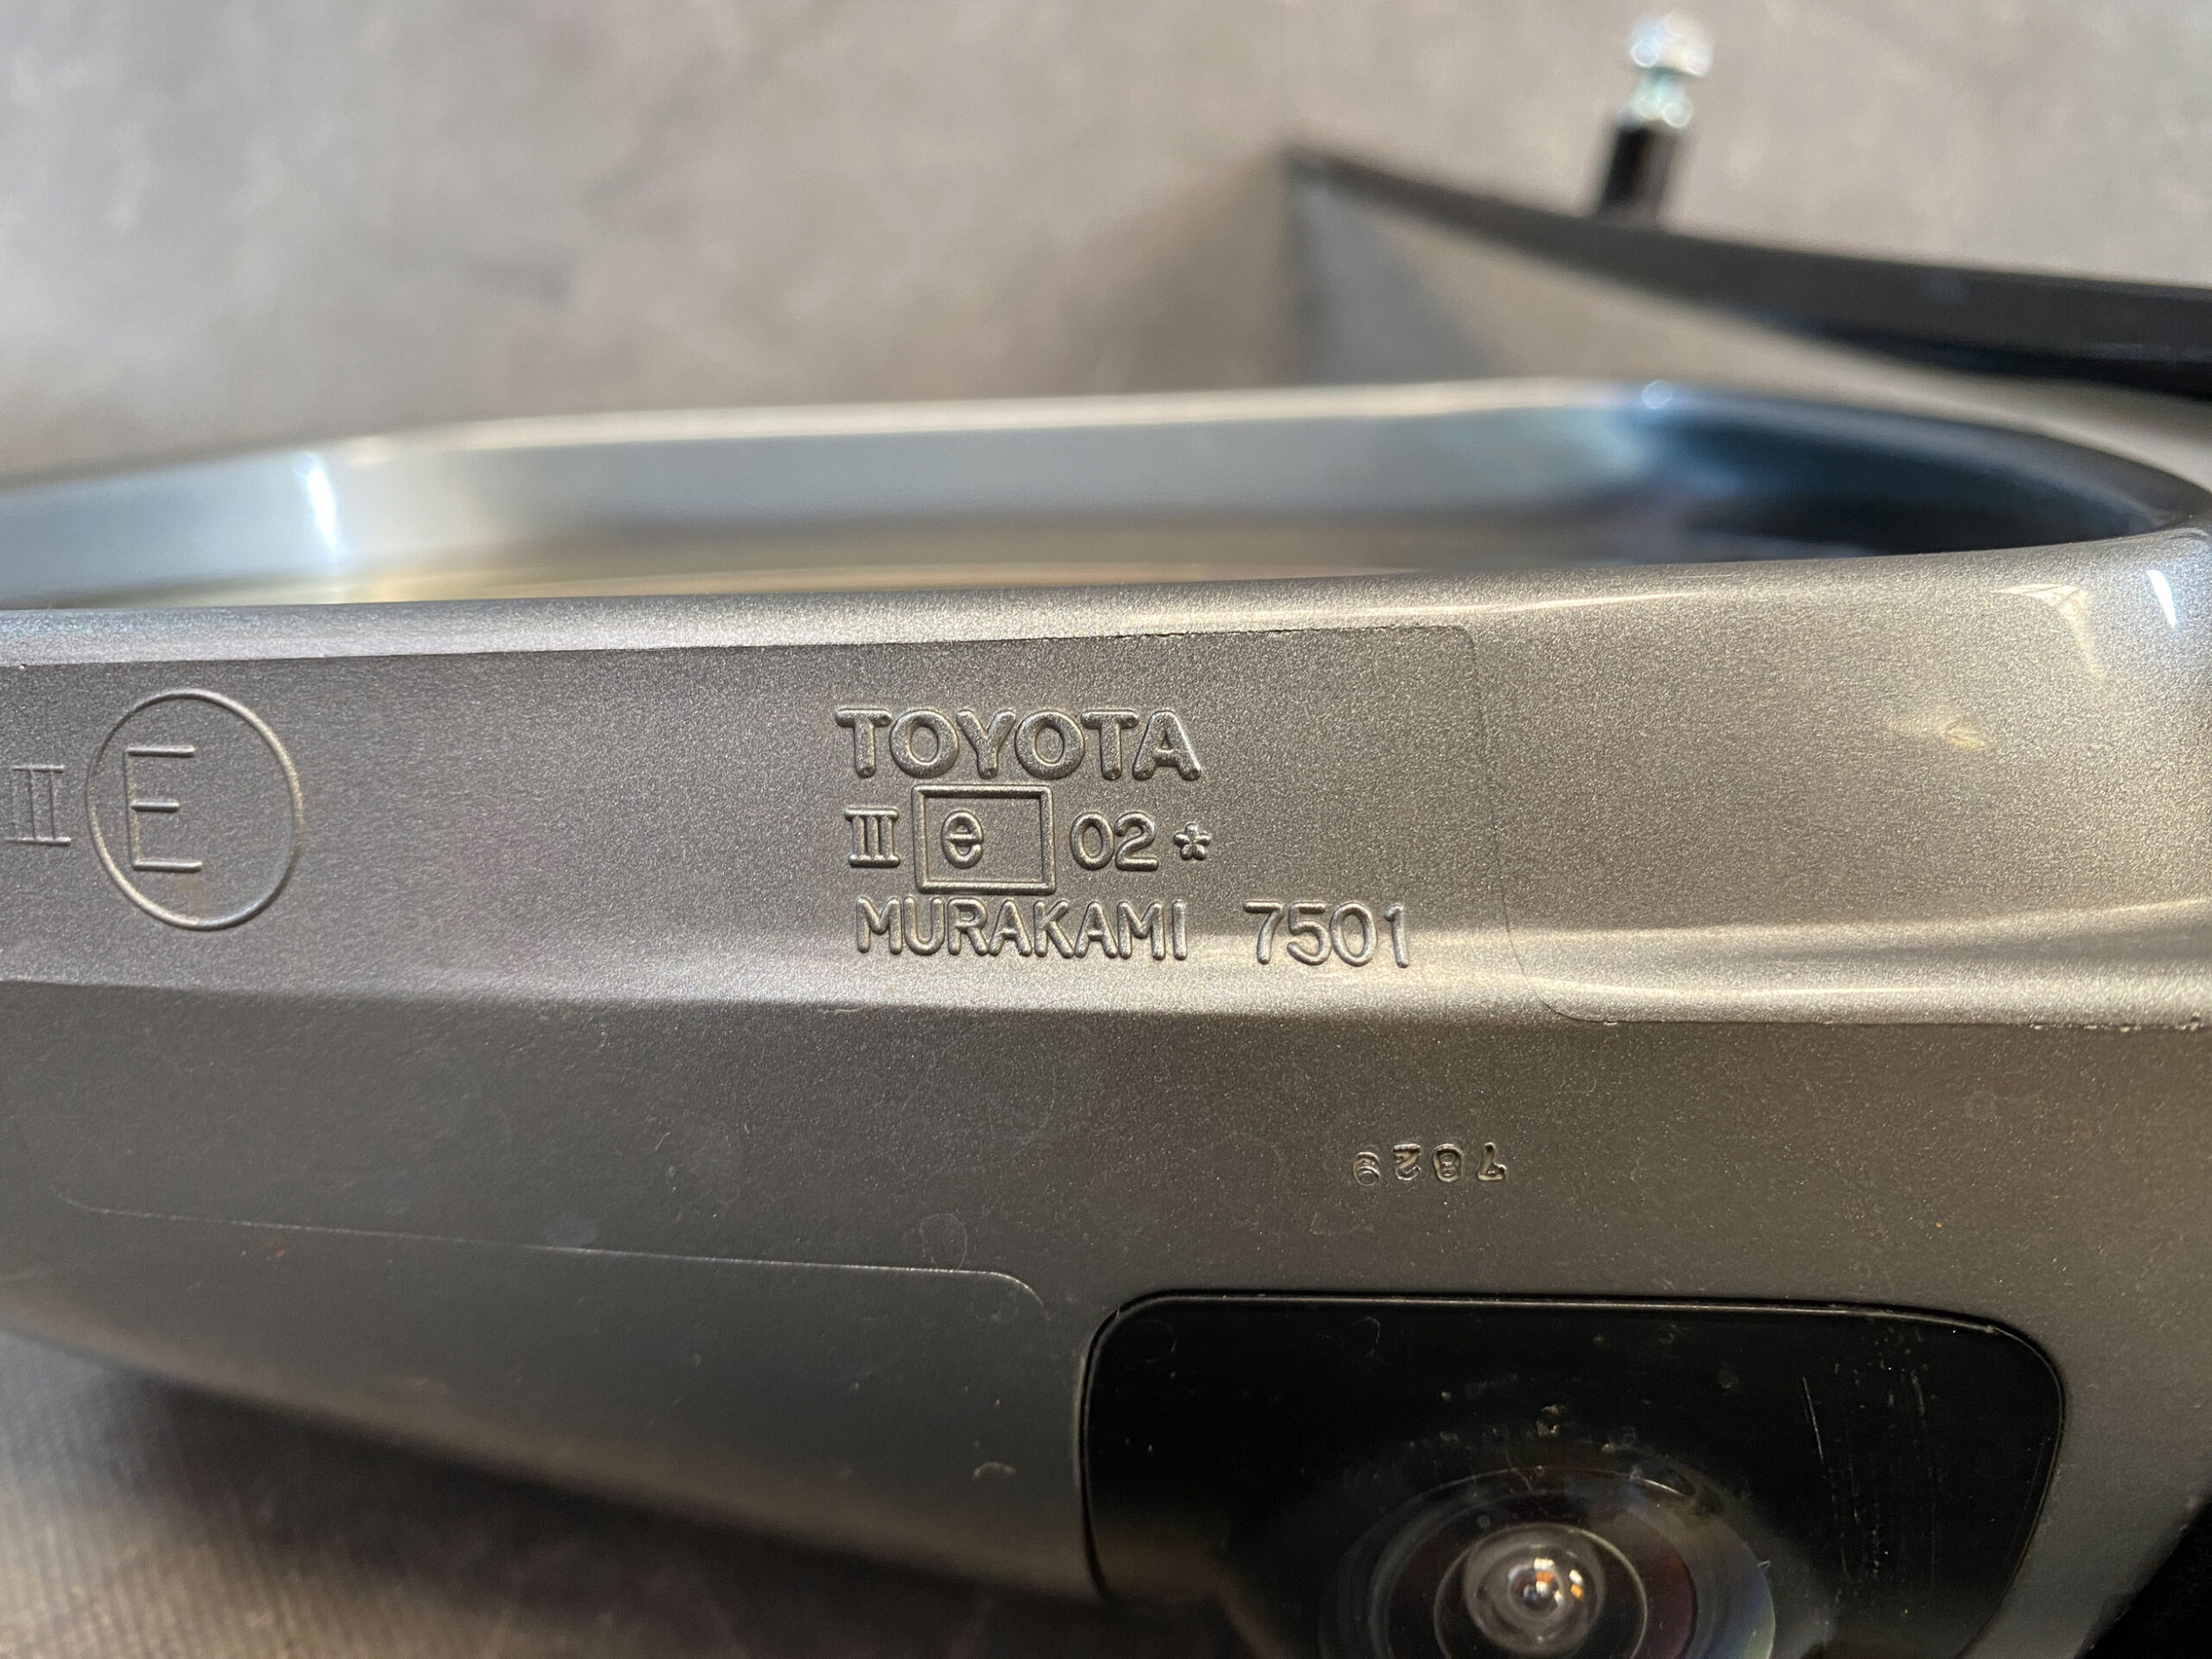 TOYOTA
III E
III e 02 *
MURAKAMI 7501
7829